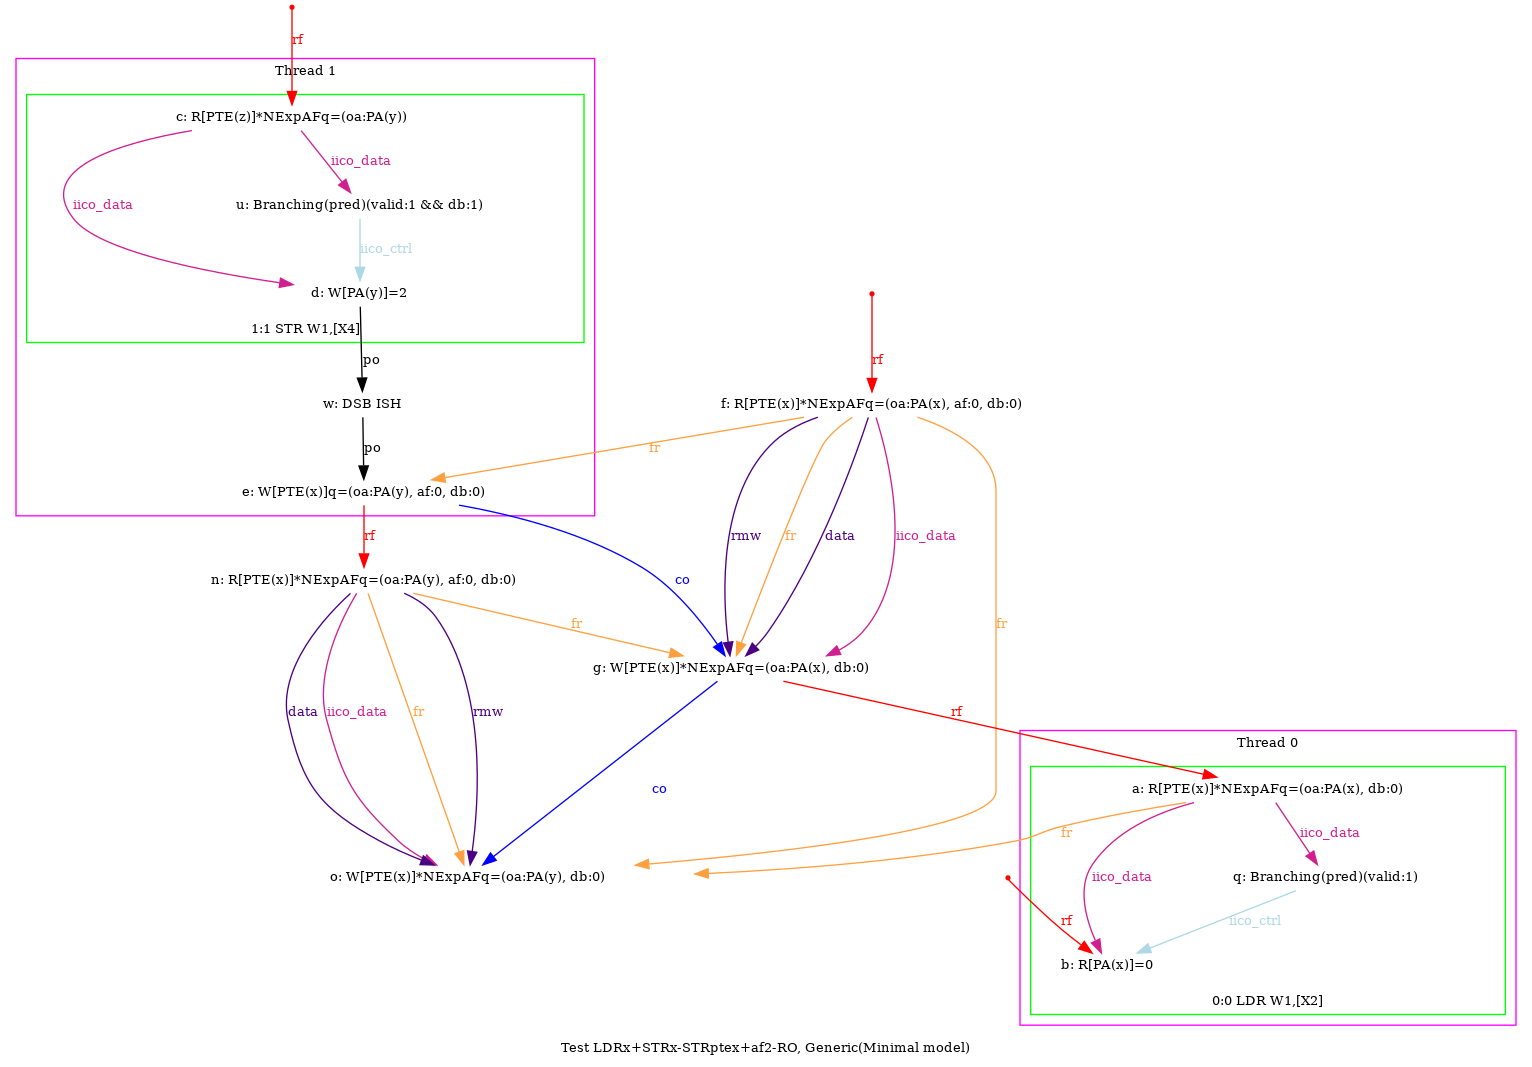 rf
Thread 1
c: R[PTE(z)]*NExpAFq=(oa:PA(y))
iico_data
iico_data
u: Branching(pred)(valid:1 && db:1)
iico_ctrl
d: W[PA(y)]=2
1:1 STR W1,[X4]
po
rf
w: DSB ISH
f: R[PTE(x)]*NExpAFq=(oa:PA(x), af:0, db:0)
po
fr
e: W[PTE(x)]q=(oa:PA(y), af:0, db:0)
rf
rmw
fr
data
iico_data
co
n: R[PTE(x)]*NExpAFq=(oa:PA(y), af:0, db:0)
fr
fr
g: W[PTE(x)]*NExpAFq=(oa:PA(x), db:0)
data
iico_data
fr
rmw
rf
Thread 0
co
a: R[PTE(x)]*NExpAFq=(oa:PA(x), db:0)
fr
iico_data
o: W[PTE(x)]*NExpAFq=(oa:PA(y), db:0)
iico_data
q: Branching(pred)(valid:1)
rf
iico_ctrl
b: R[PA(x)]=0
0:0 LDR W1,[X2]
Test LDRx+STRx-STRptex+af2-RO, Generic(Minimal model)